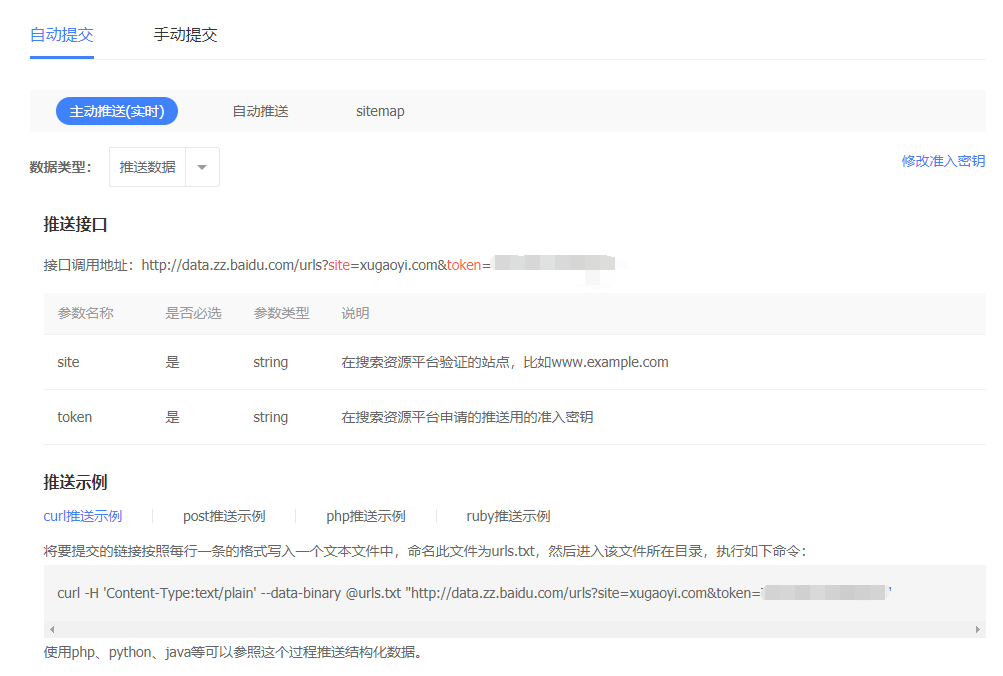 自动提交 手动提交
主动推送(实时) 自动推送 sitemap
数据类型： 推送数据 修改准入密钥
推送接口
接口调用地址：http://data.zz.baidu.com/urls?site=xugaoyi.com&token=
参数名称 是否必选 参数类型 说明
site 是 string 在搜索资源平台验证的站点，比如www.example.com
token 是 string 在搜索资源平台申请的推送用的准入密钥
推送示例
curl推送示例 post推送示例 php推送示例 ruby推送示例
将要提交的链接按照每行一条的格式写入一个文本文件中，命名此文件为urls.txt，然后进入该文件所在目录，执行如下命令：
curl -H 'Content-Type:text/plain' --data-binary @urls.txt "http://data.zz.baidu.com/urls?site=xugaoyi.com&token=
使用php、python、java等可以参照这个过程推送结构化数据。